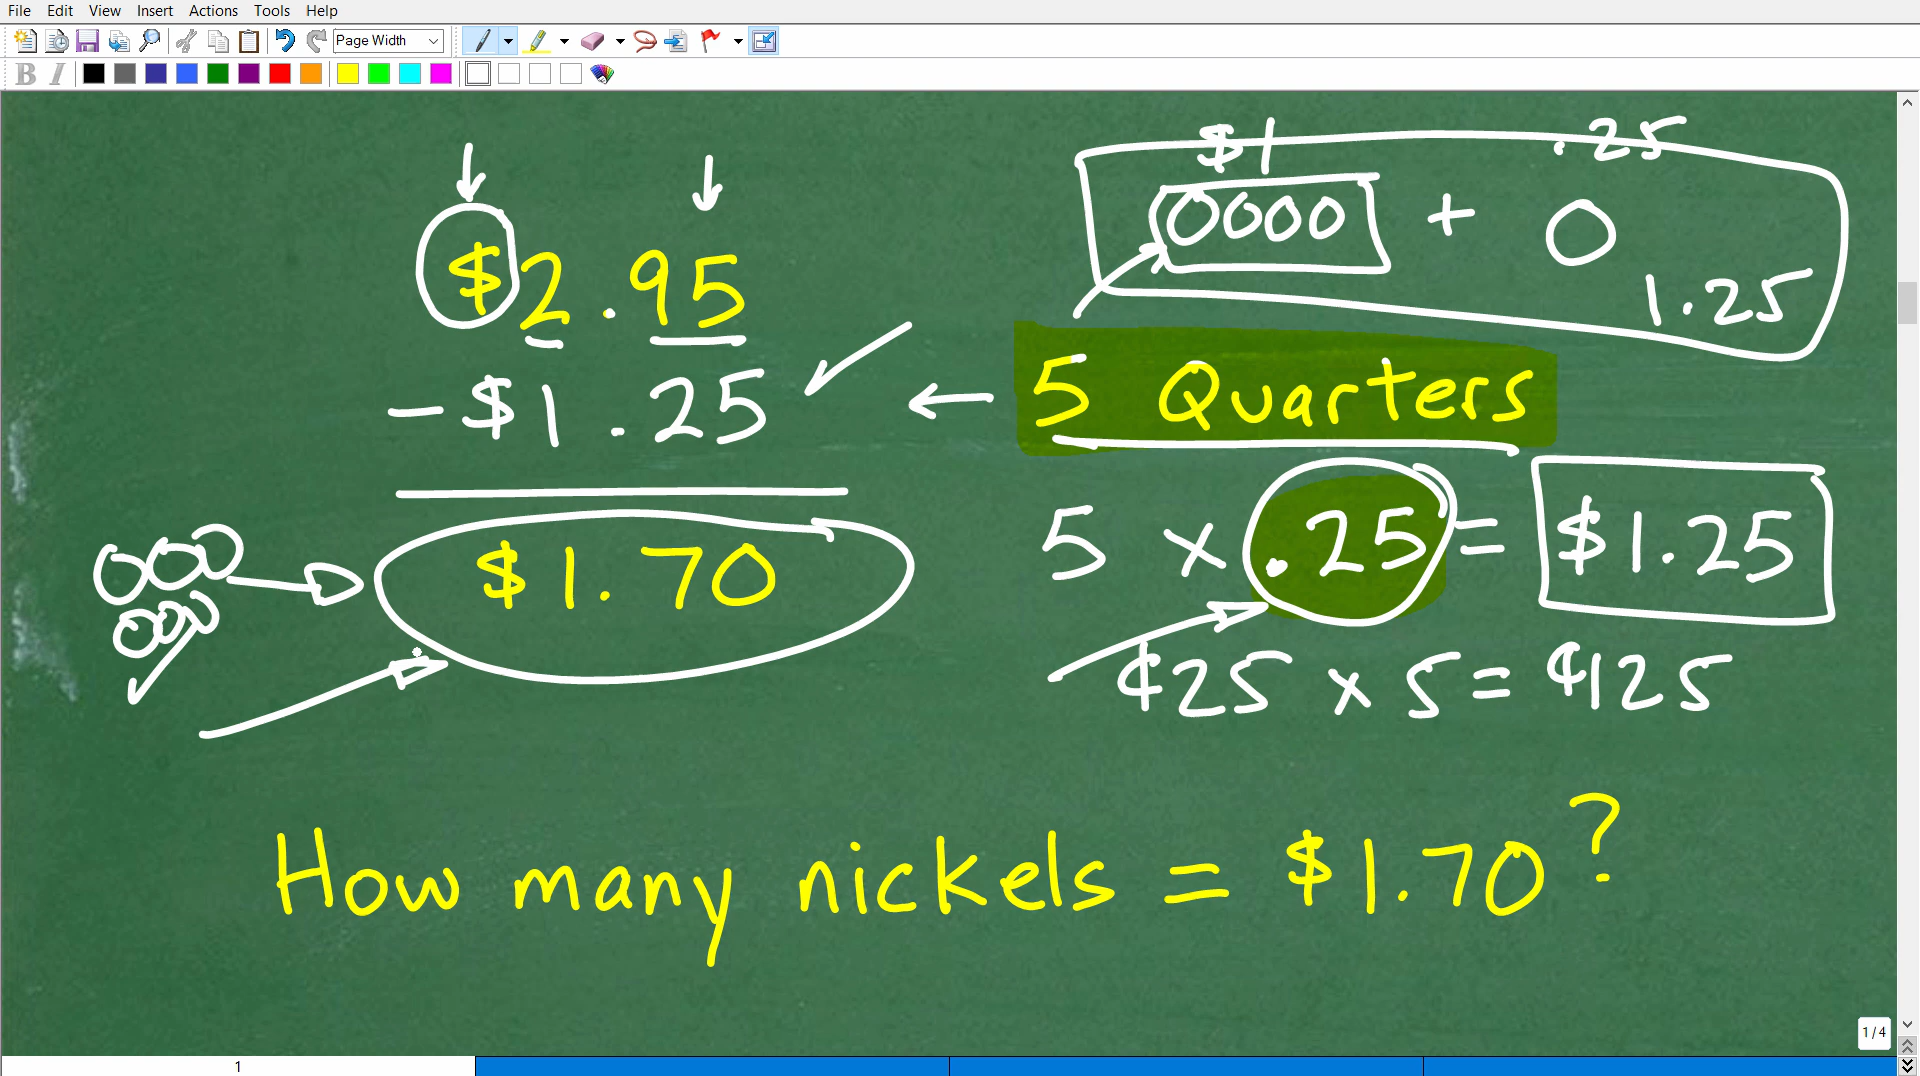 File Edit View Insert Actions Tools Help
Page Width
B I
$1 .25
0000 + 0
1.25
$2.95
- $1.25 ← 5 Quarters
$1.70
5 x .25 = $1.25
¢25 x 5 = ¢125
How many nickels = $1.70?
1/4
1